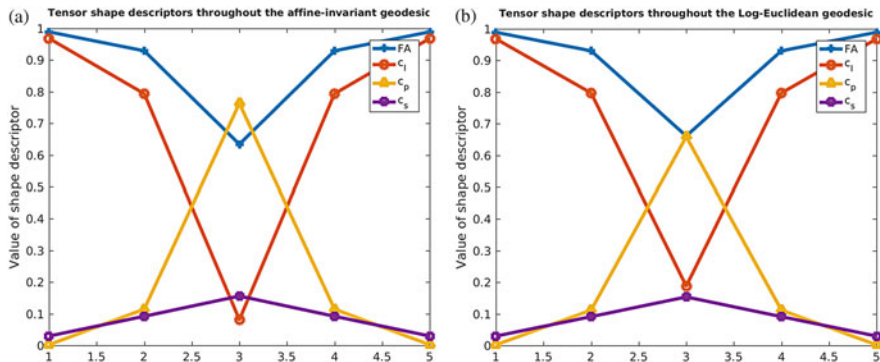 (a)
Tensor shape descriptors throughout the affine-invariant geodesic
Value of shape descriptor
1
0.9
0.8
0.7
0.6
0.5
0.4
0.3
0.2
0.1
0
1 1.5 2 2.5 3 3.5 4 4.5 5
FA
c_l
c_p
c_s
(b)
Tensor shape descriptors throughout the Log-Euclidean geodesic
Value of shape descriptor
1
0.9
0.8
0.7
0.6
0.5
0.4
0.3
0.2
0.1
0
1 1.5 2 2.5 3 3.5 4 4.5 5
FA
c_l
c_p
c_s